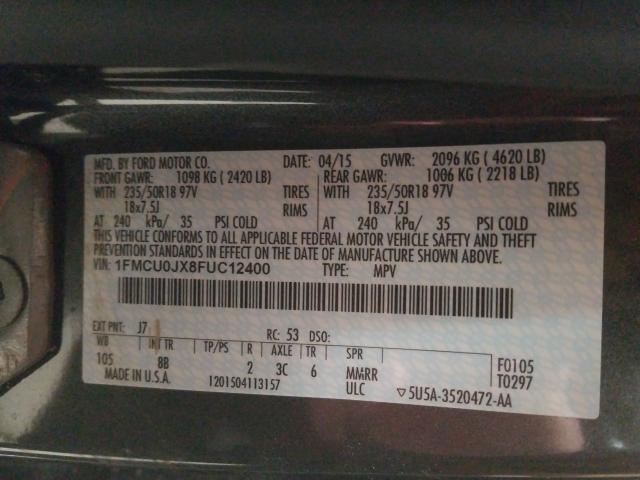 MFD. BY FORD MOTOR CO. DATE: 04/15 GVWR: 2096 KG ( 4620 LB)
FRONT GAWR: 1098 KG ( 2420 LB) REAR GAWR: 1006 KG ( 2218 LB)
WITH 235/50R18 97V TIRES WITH 235/50R18 97V TIRES
18x7.5J RIMS 18x7.5J RIMS
AT 240 kPa/ 35 PSI COLD AT 240 kPa/ 35 PSI COLD
THIS VEHICLE CONFORMS TO ALL APPLICABLE FEDERAL MOTOR VEHICLE SAFETY AND THEFT
PREVENTION STANDARDS IN EFFECT ON THE DATE OF MANUFACTURE SHOWN ABOVE.
VIN: 1FMCU0JX8FUC12400 TYPE: MPV
EXT PNT: J7 RC: 53 DSO:
WB INT TR TP/PS R AXLE TR SPR F0105
105 8B 2 3C 6 MMRR T0297
MADE IN U.S.A. 1201504113157 ULC ▽5U5A-3520472-AA